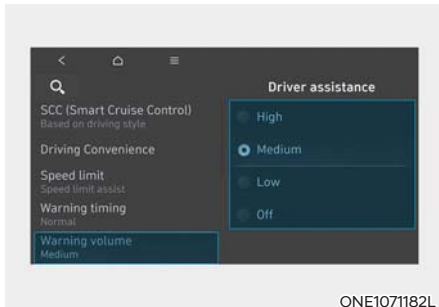 Driver assistance
SCC (Smart Cruise Control)
Based on driving style
Driving Convenience
Speed limit
Speed limit assist
Warning timing
Normal
Warning volume
Medium
High
Medium
Low
Off
ONE1071182L